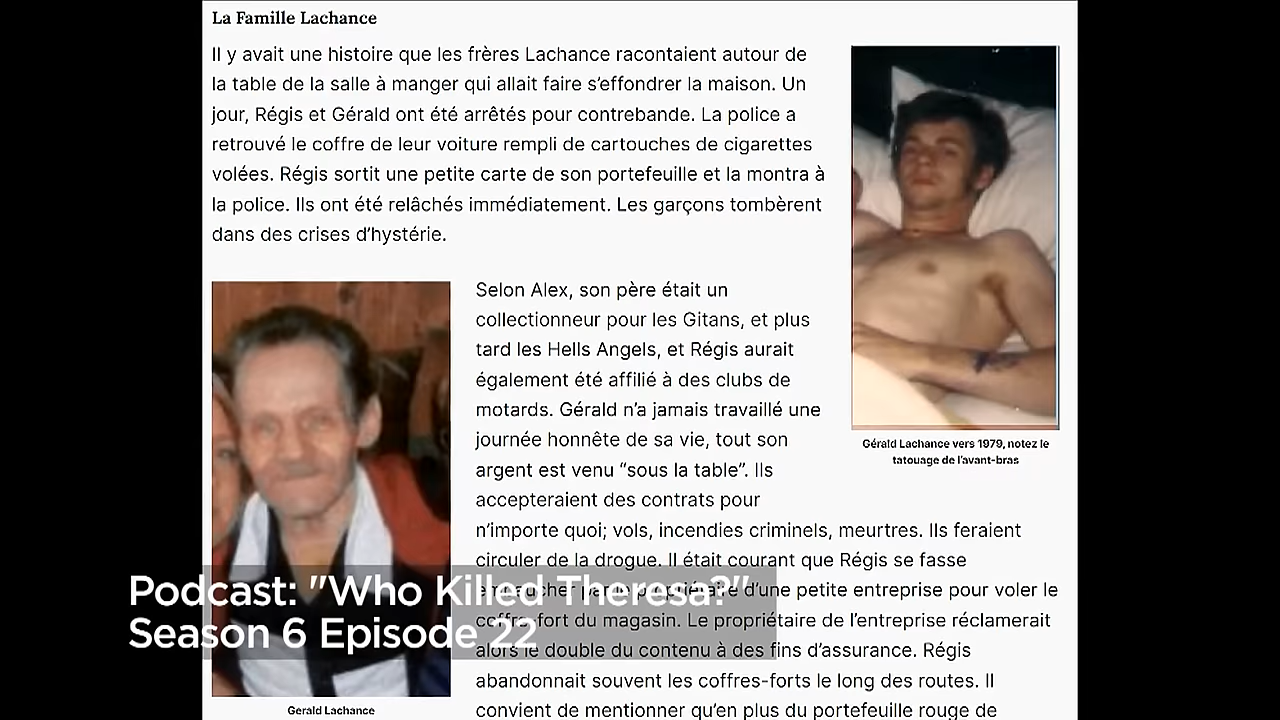 La Famille Lachance
Il y avait une histoire que les frères Lachance racontaient autour de
la table de la salle à manger qui allait faire s'effondrer la maison. Un
jour, Régis et Gérald ont été arrêtés pour contrebande. La police a
retrouvé le coffre de leur voiture rempli de cartouches de cigarettes
volées. Régis sortit une petite carte de son portefeuille et la montra à
la police. Ils ont été relâchés immédiatement. Les garçons tombèrent
dans des crises d'hystérie.
Gérald Lachance vers 1979, notez le
tatouage de l'avant-bras
Selon Alex, son père était un
collectionneur pour les Gitans, et plus
tard les Hells Angels, et Régis aurait
également été affilié à des clubs de
motards. Gérald n'a jamais travaillé une
journée honnête de sa vie, tout son
argent est venu “sous la table”. Ils
accepteraient des contrats pour
n'importe quoi; vols, incendies criminels, meurtres. Ils feraient
circuler de la drogue. Il était courant que Régis se fasse
d'une petite entreprise pour voler le
coffre-fort du magasin. Le propriétaire de l'entreprise réclamerait
alors le double du contenu à des fins d'assurance. Régis
abandonnait souvent les coffres-forts le long des routes. Il
convient de mentionner qu'en plus du portefeuille rouge de
Gerald Lachance
Podcast: "Who Killed Theresa?"
Season 6 Episode 22